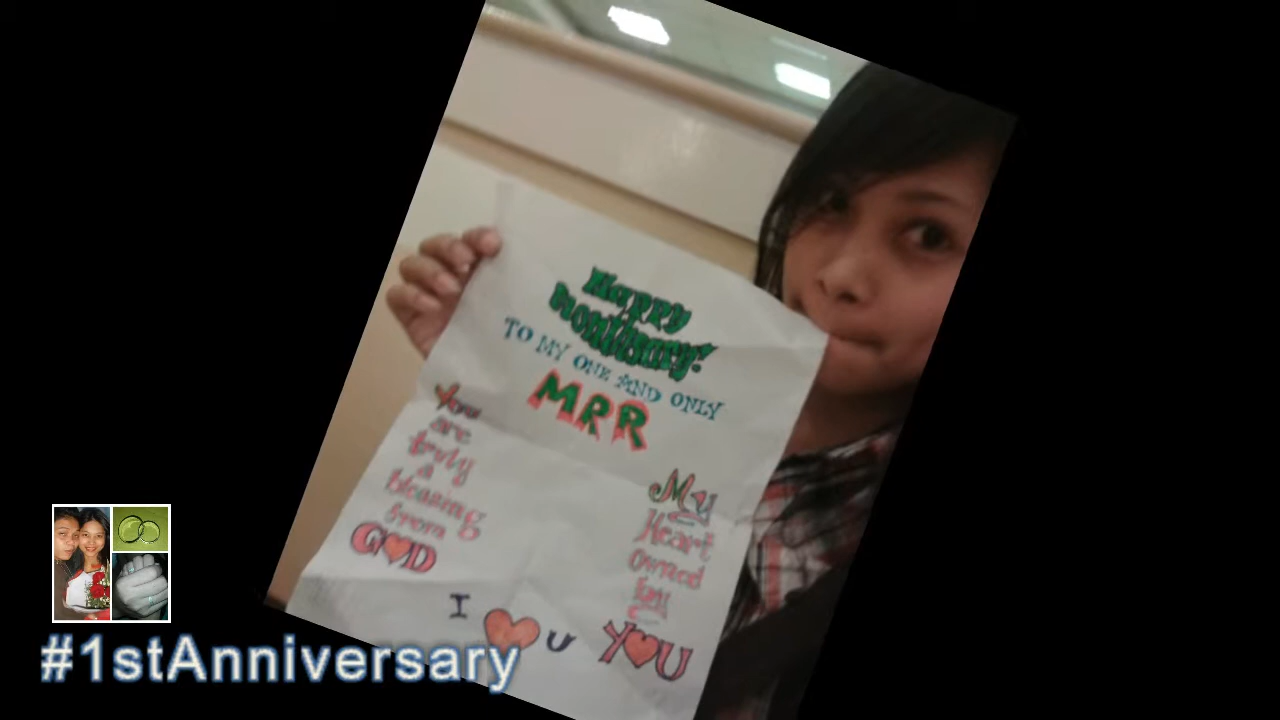 Happy
monthsary!
TO MY ONE AND ONLY
MRR
You
are
truly
a
blessing
from
GOD
My
Heart
owned
by
YOU
I ♥ U
#1stAnniversary